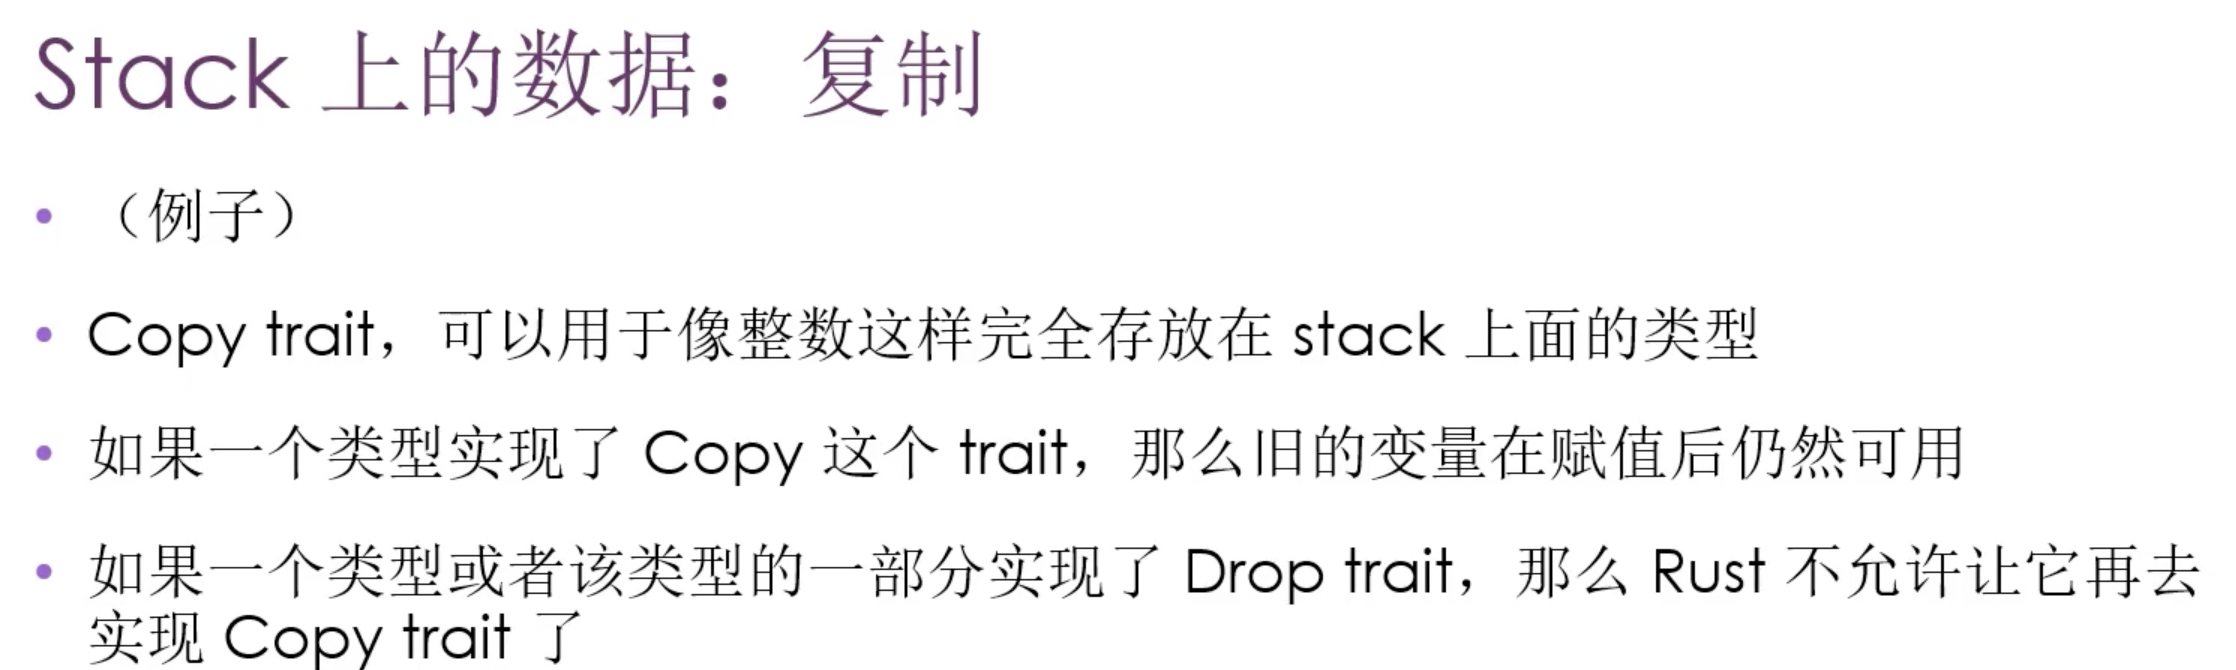 Stack 上的数据：复制
• （例子）
• Copy trait，可以用于像整数这样完全存放在 stack 上面的类型
• 如果一个类型实现了 Copy 这个 trait，那么旧的变量在赋值后仍然可用
• 如果一个类型或者该类型的一部分实现了 Drop trait，那么 Rust 不允许让它再去
实现 Copy trait 了